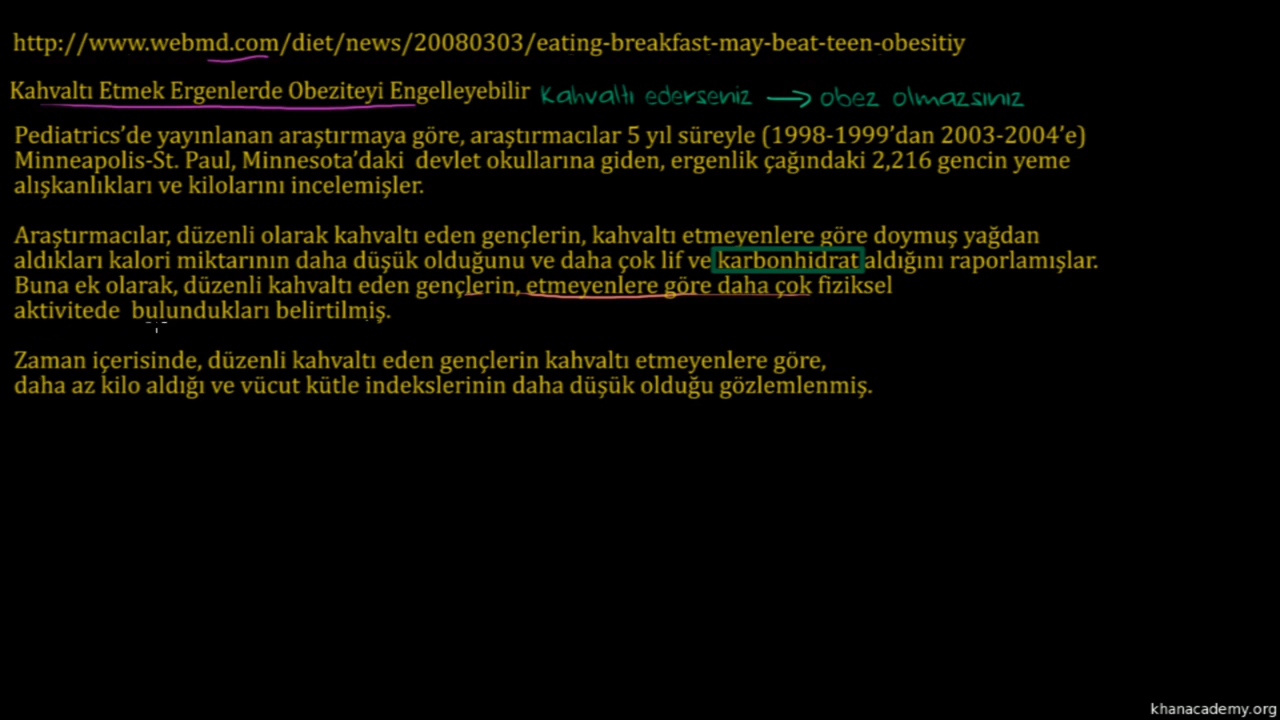 http://www.webmd.com/diet/news/20080303/eating-breakfast-may-beat-teen-obesitiy
Kahvaltı Etmek Ergenlerde Obeziteyi Engelleyebilir Kahvaltı ederseniz → obez olmazsınız
Pediatrics’de yayınlanan araştırmaya göre, araştırmacılar 5 yıl süreyle (1998-1999’dan 2003-2004’e)
Minneapolis-St. Paul, Minnesota’daki devlet okullarına giden, ergenlik çağındaki 2,216 gencin yeme
alışkanlıkları ve kilolarını incelemişler.
Araştırmacılar, düzenli olarak kahvaltı eden gençlerin, kahvaltı etmeyenlere göre doymuş yağdan
aldıkları kalori miktarının daha düşük olduğunu ve daha çok lif ve karbonhidrat aldığını raporlamışlar.
Buna ek olarak, düzenli kahvaltı eden gençlerin, etmeyenlere göre daha çok fiziksel
aktivitede bulundukları belirtilmiş.
Zaman içerisinde, düzenli kahvaltı eden gençlerin kahvaltı etmeyenlere göre,
daha az kilo aldığı ve vücut kütle indekslerinin daha düşük olduğu gözlemlenmiş.
khanacademy.org